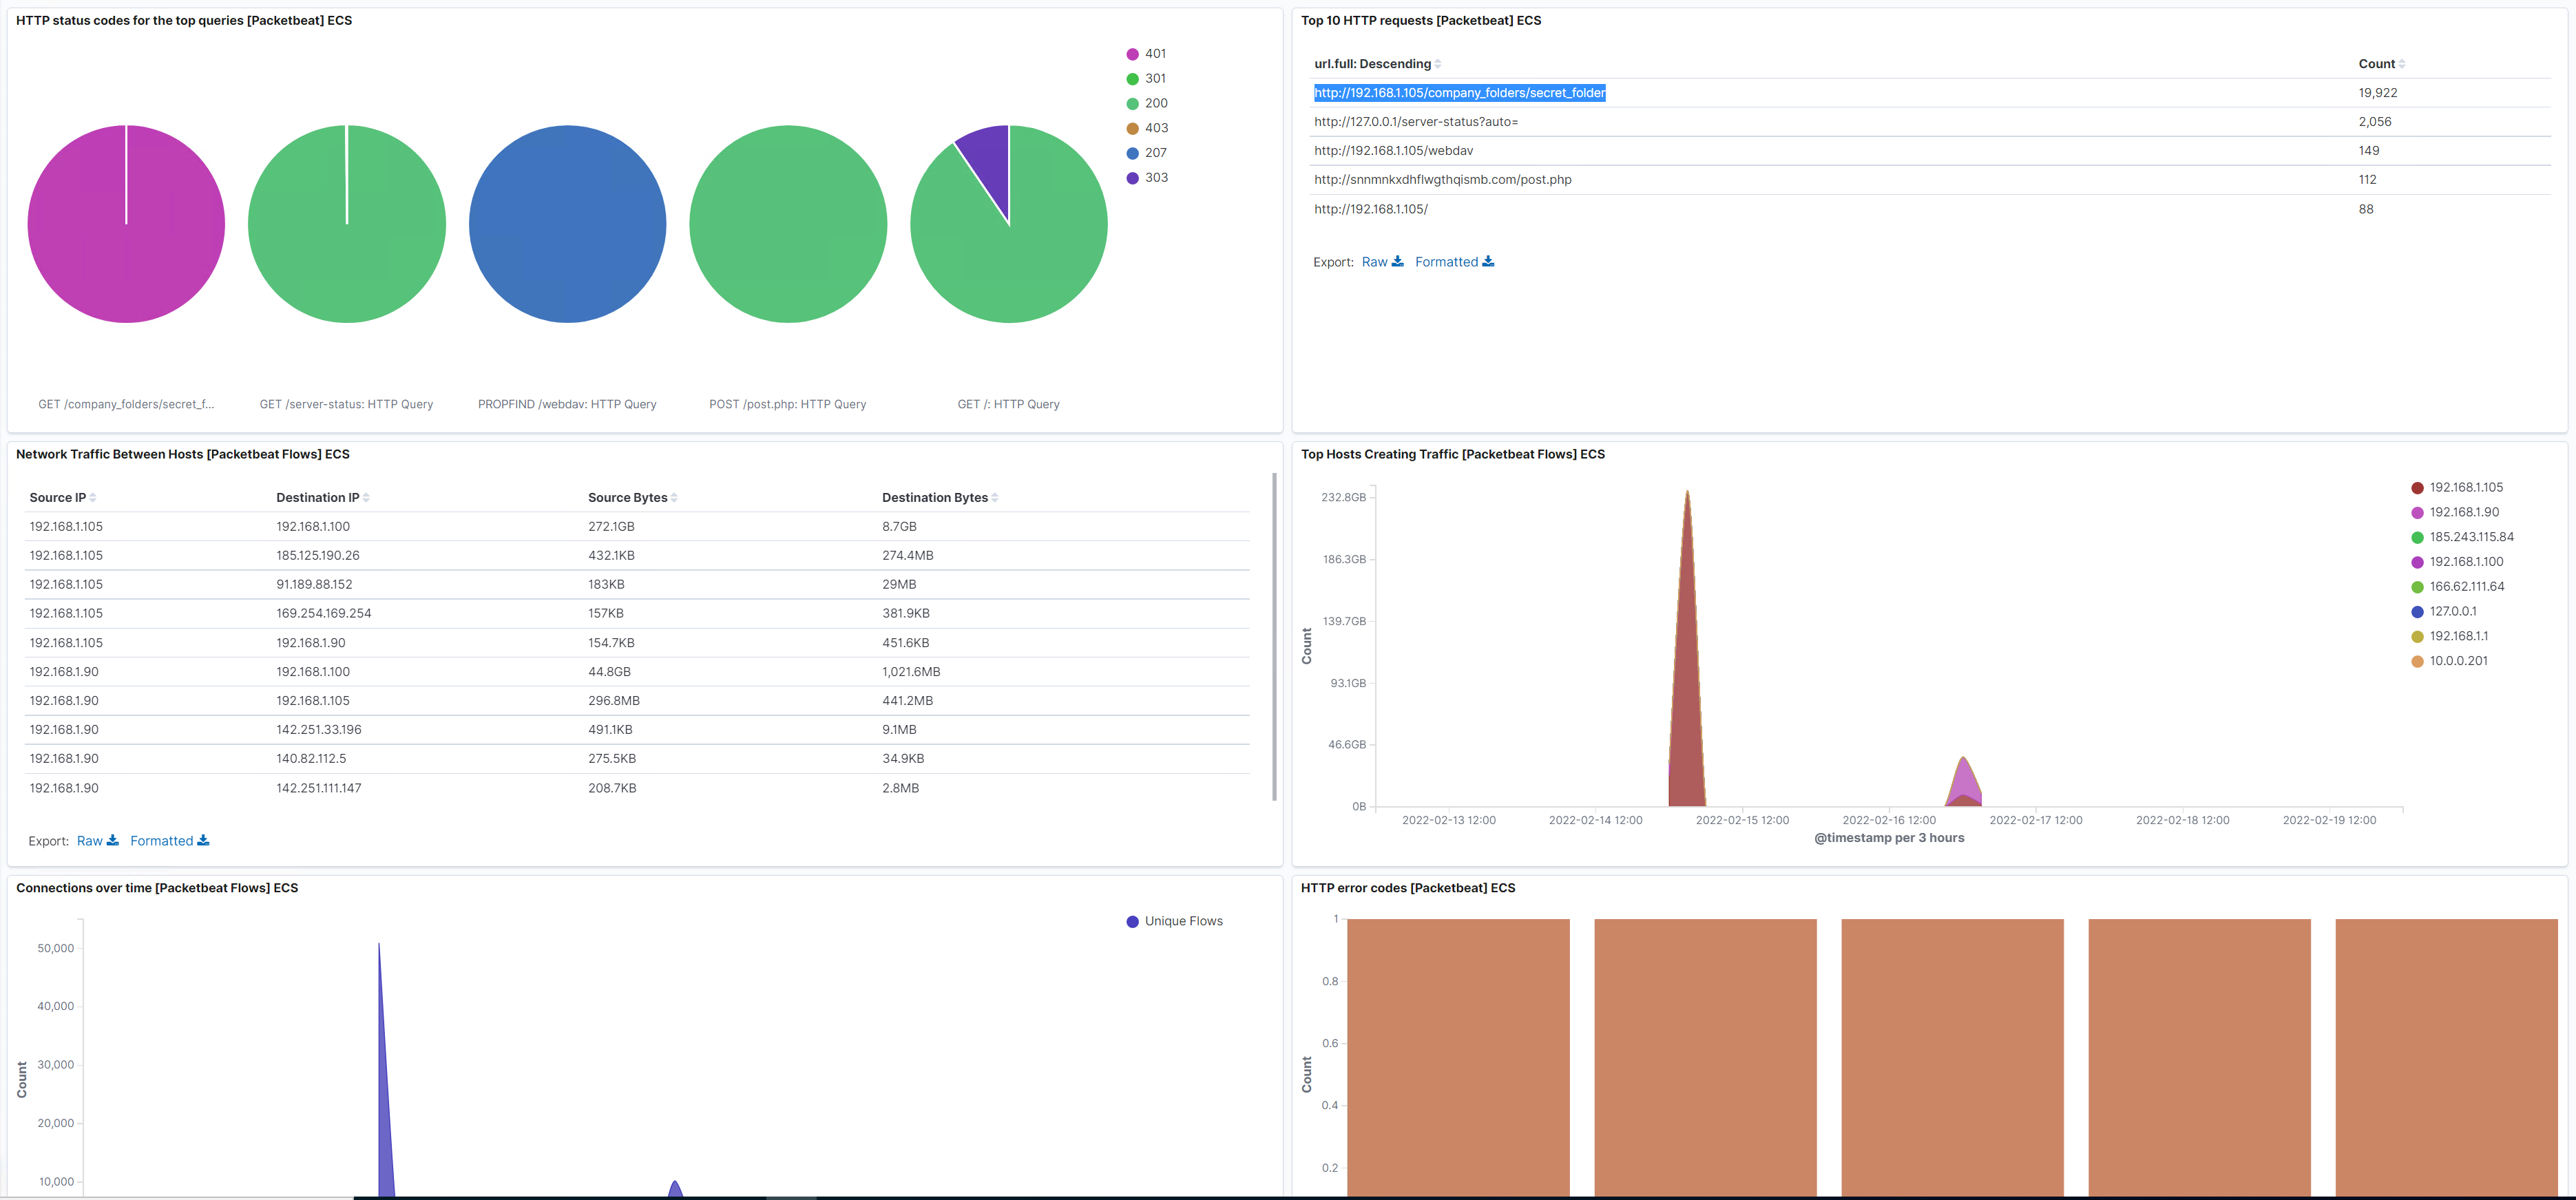 HTTP status codes for the top queries [Packetbeat] ECS
401
301
200
403
207
303
GET /company_folders/secret_f...
GET /server-status: HTTP Query
PROPFIND /webdav: HTTP Query
POST /post.php: HTTP Query
GET /: HTTP Query
Top 10 HTTP requests [Packetbeat] ECS
url.full: Descending Count
http://192.168.1.105/company_folders/secret_folder 19,922
http://127.0.0.1/server-status?auto= 2,056
http://192.168.1.105/webdav 149
http://snnmnkxdhflwgthqismb.com/post.php 112
http://192.168.1.105/ 88
Export: Raw Formatted
Network Traffic Between Hosts [Packetbeat Flows] ECS
Source IP Destination IP Source Bytes Destination Bytes
192.168.1.105 192.168.1.100 272.1GB 8.7GB
192.168.1.105 185.125.190.26 432.1KB 274.4MB
192.168.1.105 91.189.88.152 183KB 29MB
192.168.1.105 169.254.169.254 157KB 381.9KB
192.168.1.105 192.168.1.90 154.7KB 451.6KB
192.168.1.90 192.168.1.100 44.8GB 1,021.6MB
192.168.1.90 192.168.1.105 296.8MB 441.2MB
192.168.1.90 142.251.33.196 491.1KB 9.1MB
192.168.1.90 140.82.112.5 275.5KB 34.9KB
192.168.1.90 142.251.111.147 208.7KB 2.8MB
Export: Raw Formatted
Top Hosts Creating Traffic [Packetbeat Flows] ECS
232.8GB
186.3GB
139.7GB
93.1GB
46.6GB
0B
Count
2022-02-13 12:00 2022-02-14 12:00 2022-02-15 12:00 2022-02-16 12:00 2022-02-17 12:00 2022-02-18 12:00 2022-02-19 12:00
@timestamp per 3 hours
192.168.1.105
192.168.1.90
185.243.115.84
192.168.1.100
166.62.111.64
127.0.0.1
192.168.1.1
10.0.0.201
Connections over time [Packetbeat Flows] ECS
50,000
40,000
30,000
20,000
10,000
Count
Unique Flows
HTTP error codes [Packetbeat] ECS
1
0.8
0.6
0.4
0.2
Count